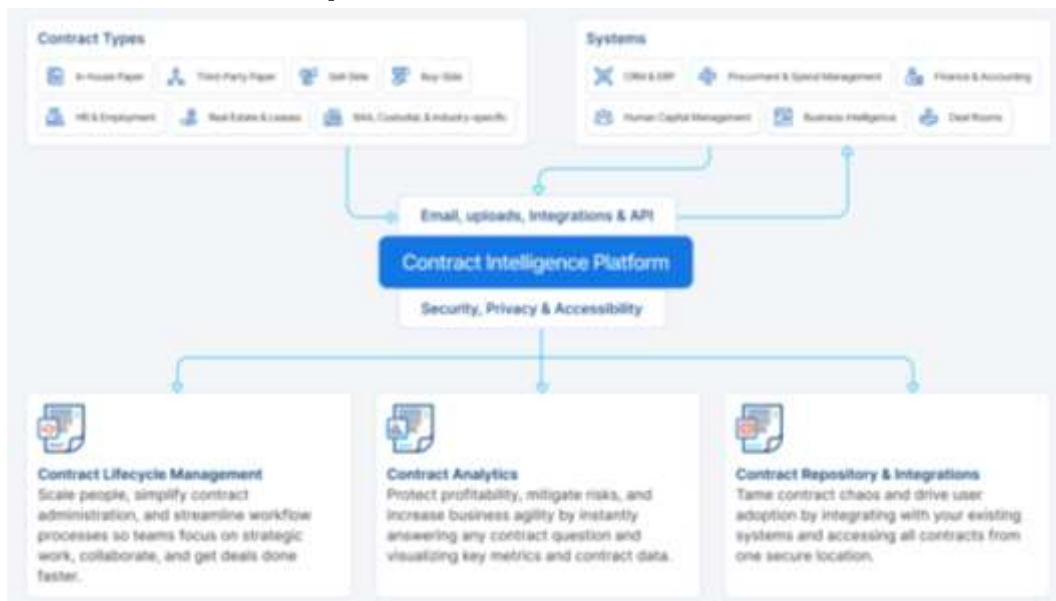 Contract Types
In-House Paper
Third-Party Paper
Sell-Side
Buy-Side
HR & Employment
Real Estate & Leases
Custodial, & industry-specific
Systems
CRM & ERP
Procurement & Spend Management
Finance & Accounting
Human Capital Management
Business Intelligence
Deal Rooms
Email, uploads, Integrations & API
Contract Intelligence Platform
Security, Privacy & Accessibility
Contract Lifecycle Management
Scale people, simplify contract
administration, and streamline workflow
processes so teams focus on strategic
work, collaborate, and get deals done
faster.
Contract Analytics
Protect profitability, mitigate risks, and
increase business agility by instantly
answering any contract question and
visualizing key metrics and contract data.
Contract Repository & Integrations
Tame contract chaos and drive user
adoption by integrating with your existing
systems and accessing all contracts from
one secure location.